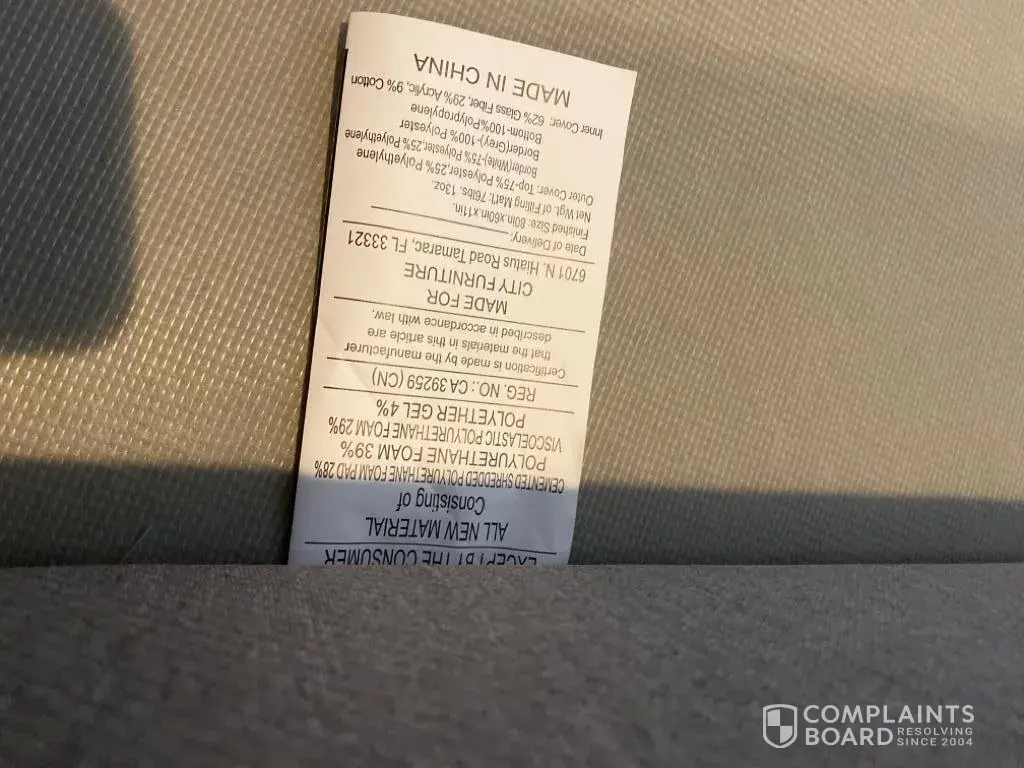 EXCEPT BY THE CONSUMER
ALL NEW MATERIAL
Consisting of
CEMENTED SHREDDED POLYURETHANE FOAM PAD 28%
POLYURETHANE FOAM 39%
VISCOELASTIC POLYURETHANE FOAM 29%
POLYETHER GEL 4%
REG. NO.: CA 39259 (CN)
Certification is made by the manufacturer
that the materials in this article are
described in accordance with law.
MADE FOR
CITY FURNITURE
6701 N. Hiatus Road Tamarac, FL 33321
Date of Delivery:
Finished Size: 80in.x60in.x11in.
Net Wgt. of Filling Mat'l: 76lbs. 13oz.
Outer Cover: Top-75% Polyester,25% Polyethylene
Border(White)-75% Polyester,25% Polyethylene
Border(Grey)-100% Polyester
Bottom-100%Polypropylene
Inner Cover: 62% Glass Fiber, 29% Acrylic, 9% Cotton
MADE IN CHINA
COMPLAINTS
BOARD RESOLVING
SINCE 2004